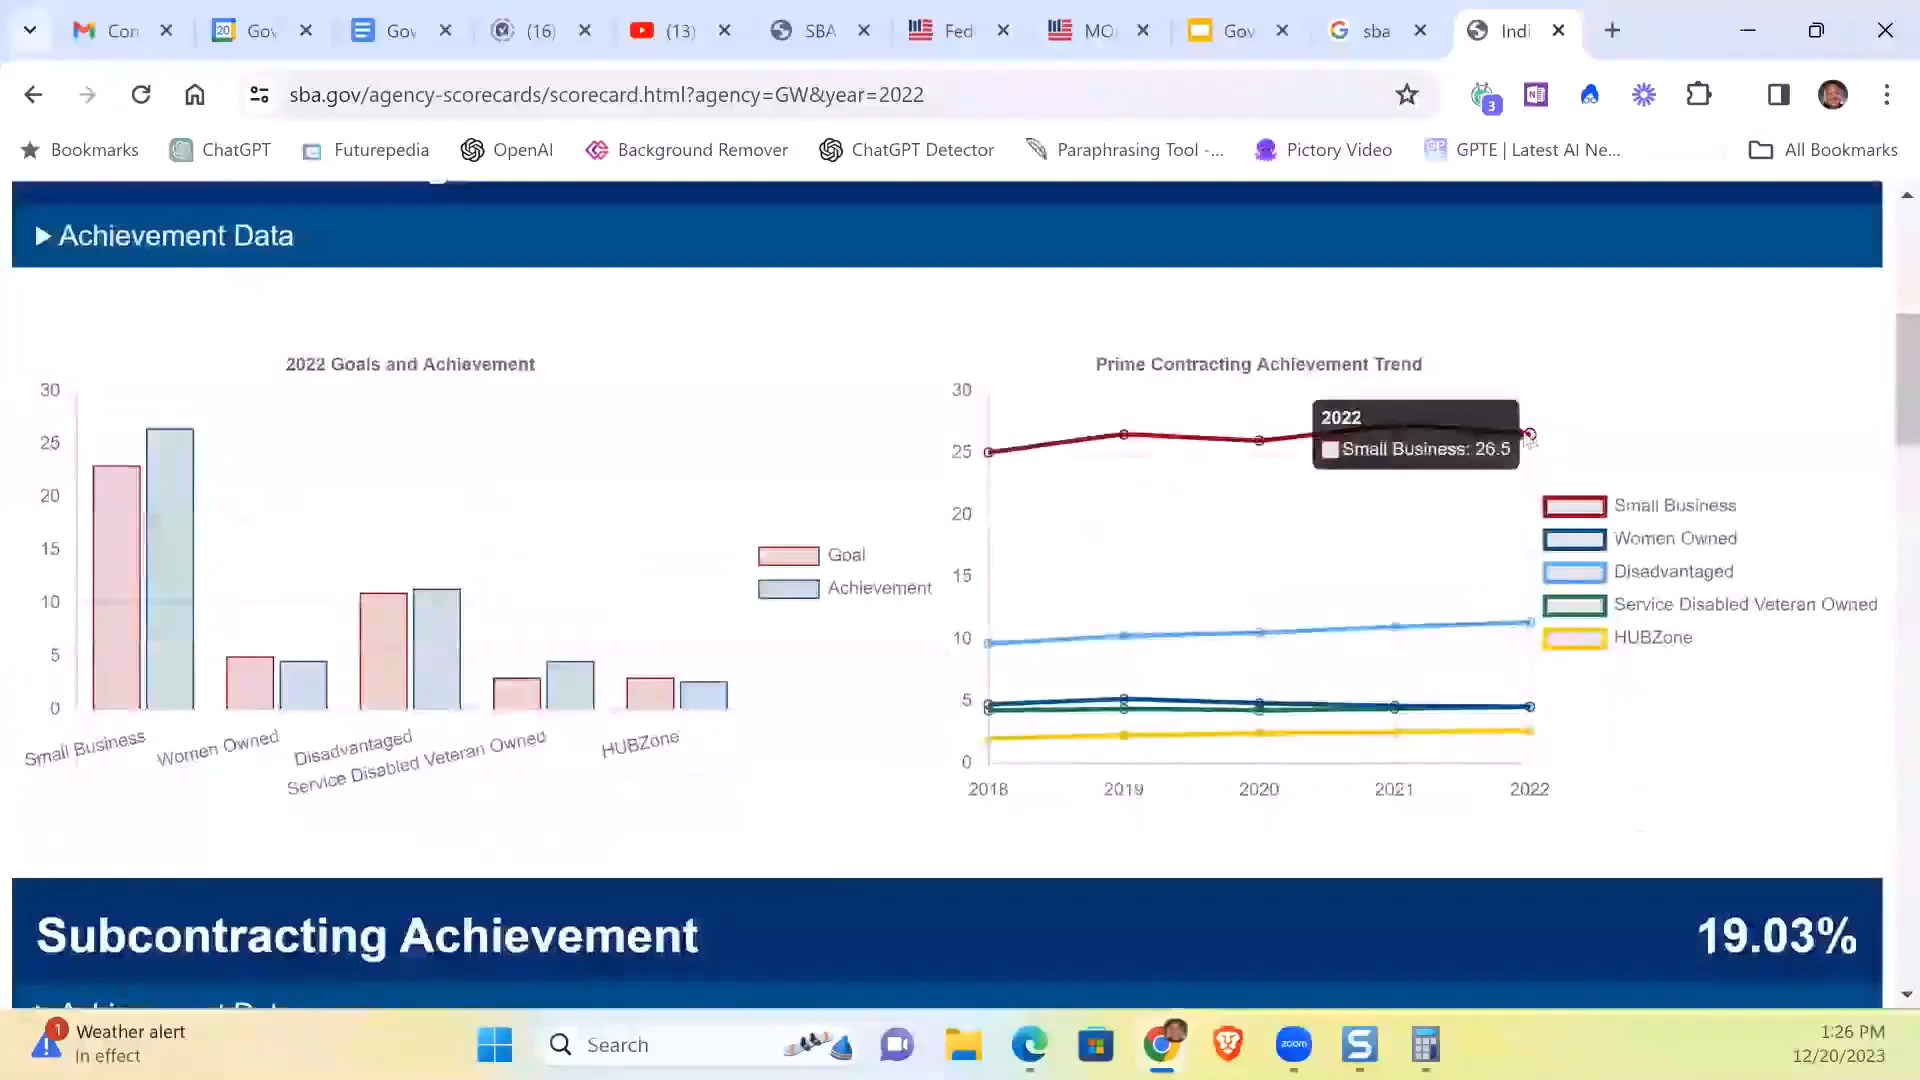 Con
20
Gov
Gov
(16)
(13)
SBA
Fed
MO
Gov
sba
Indi
sba.gov/agency-scorecards/scorecard.html?agency=GW&year=2022
3
Bookmarks
ChatGPT
Futurepedia
OpenAI
Background Remover
ChatGPT Detector
Paraphrasing Tool -...
Pictory Video
GPTE | Latest AI Ne...
All Bookmarks
Achievement Data
2022 Goals and Achievement
30
25
20
15
10
5
0
Small Business
Women Owned
Disadvantaged
Service Disabled Veteran Owned
HUBZone
Goal
Achievement
Prime Contracting Achievement Trend
30
25
20
15
10
5
0
2018
2019
2020
2021
2022
2022
Small Business: 26.5
Small Business
Women Owned
Disadvantaged
Service Disabled Veteran Owned
HUBZone
Subcontracting Achievement
19.03%
1
Weather alert
In effect
Search
zoom
1:26 PM
12/20/2023